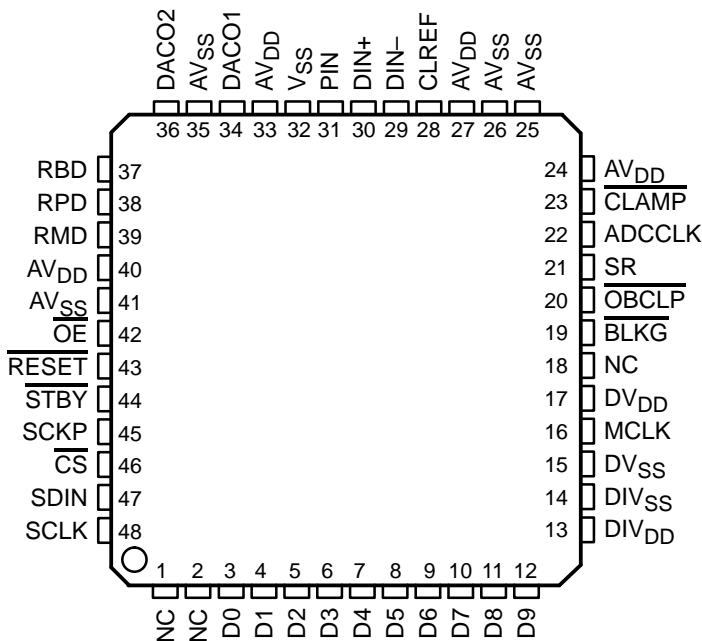 DACO2 AVSS DACO1 AVDD VSS PIN DIN+ DIN– CLREF AVDD AVSS AVSS
36 35 34 33 32 31 30 29 28 27 26 25
RBD 37 24 AVDD
RPD 38 23 CLAMP
RMD 39 22 ADCCLK
AVDD 40 21 SR
AVSS 41 20 OBCLP
OE 42 19 BLKG
RESET 43 18 NC
STBY 44 17 DVDD
SCKP 45 16 MCLK
CS 46 15 DVSS
SDIN 47 14 DIVSS
SCLK 48 13 DIVDD
1 2 3 4 5 6 7 8 9 10 11 12
NC NC D0 D1 D2 D3 D4 D5 D6 D7 D8 D9